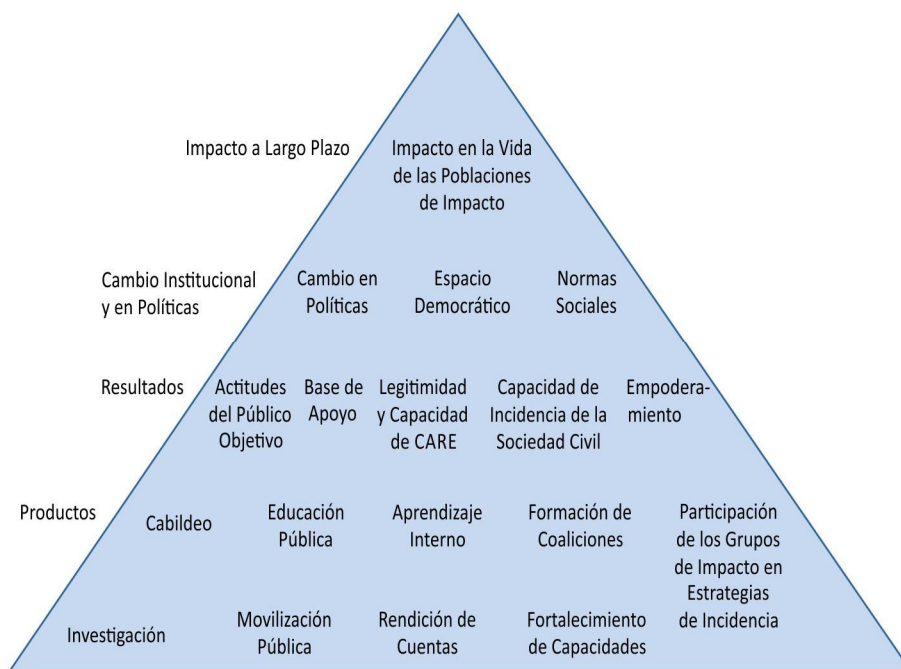 Impacto a Largo Plazo
Impacto en la Vida
de las Poblaciones
de Impacto
Cambio Institucional
y en Políticas
Cambio en
Políticas
Espacio
Democrático
Normas
Sociales
Resultados
Actitudes
del Público
Objetivo
Base de
Apoyo
Legitimidad
y Capacidad
de CARE
Capacidad de
Incidencia de la
Sociedad Civil
Empodera-
miento
Productos
Cabildeo
Educación
Pública
Aprendizaje
Interno
Formación de
Coaliciones
Participación
de los Grupos
de Impacto en
Estrategias
de Incidencia
Investigación
Movilización
Pública
Rendición de
Cuentas
Fortalecimiento
de Capacidades